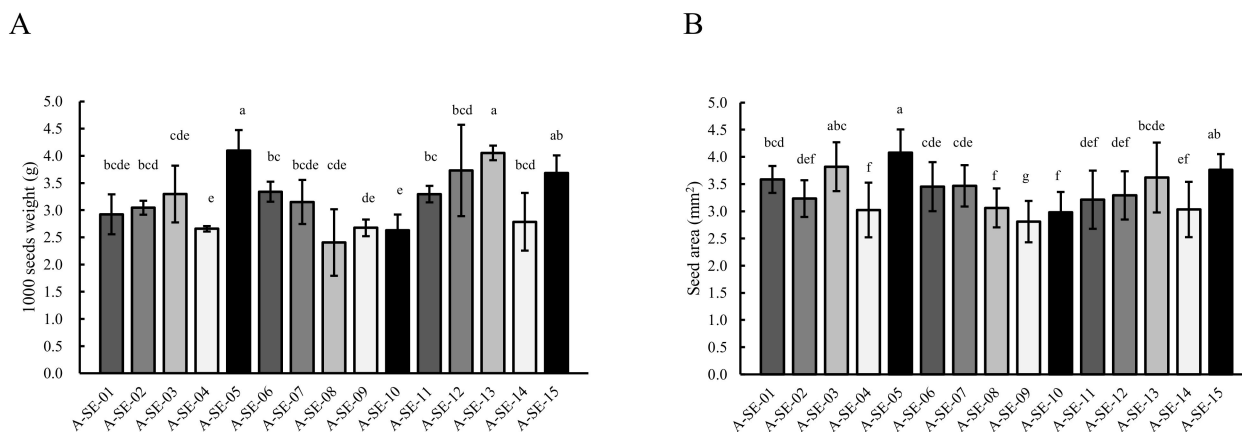 A
B
1000 seeds weight (g)
5.0
4.5
4.0
3.5
3.0
2.5
2.0
1.5
1.0
0.5
0.0
bcde
bcd
cde
e
a
bc
bcde
cde
de
e
bc
bcd
a
bcd
ab
A-SE-01
A-SE-02
A-SE-03
A-SE-04
A-SE-05
A-SE-06
A-SE-07
A-SE-08
A-SE-09
A-SE-10
A-SE-11
A-SE-12
A-SE-13
A-SE-14
A-SE-15
Seed area (mm²)
5.0
4.5
4.0
3.5
3.0
2.5
2.0
1.5
1.0
0.5
0.0
bcd
def
abc
f
a
cde
cde
f
g
f
def
def
bcde
ef
ab
A-SE-01
A-SE-02
A-SE-03
A-SE-04
A-SE-05
A-SE-06
A-SE-07
A-SE-08
A-SE-09
A-SE-10
A-SE-11
A-SE-12
A-SE-13
A-SE-14
A-SE-15